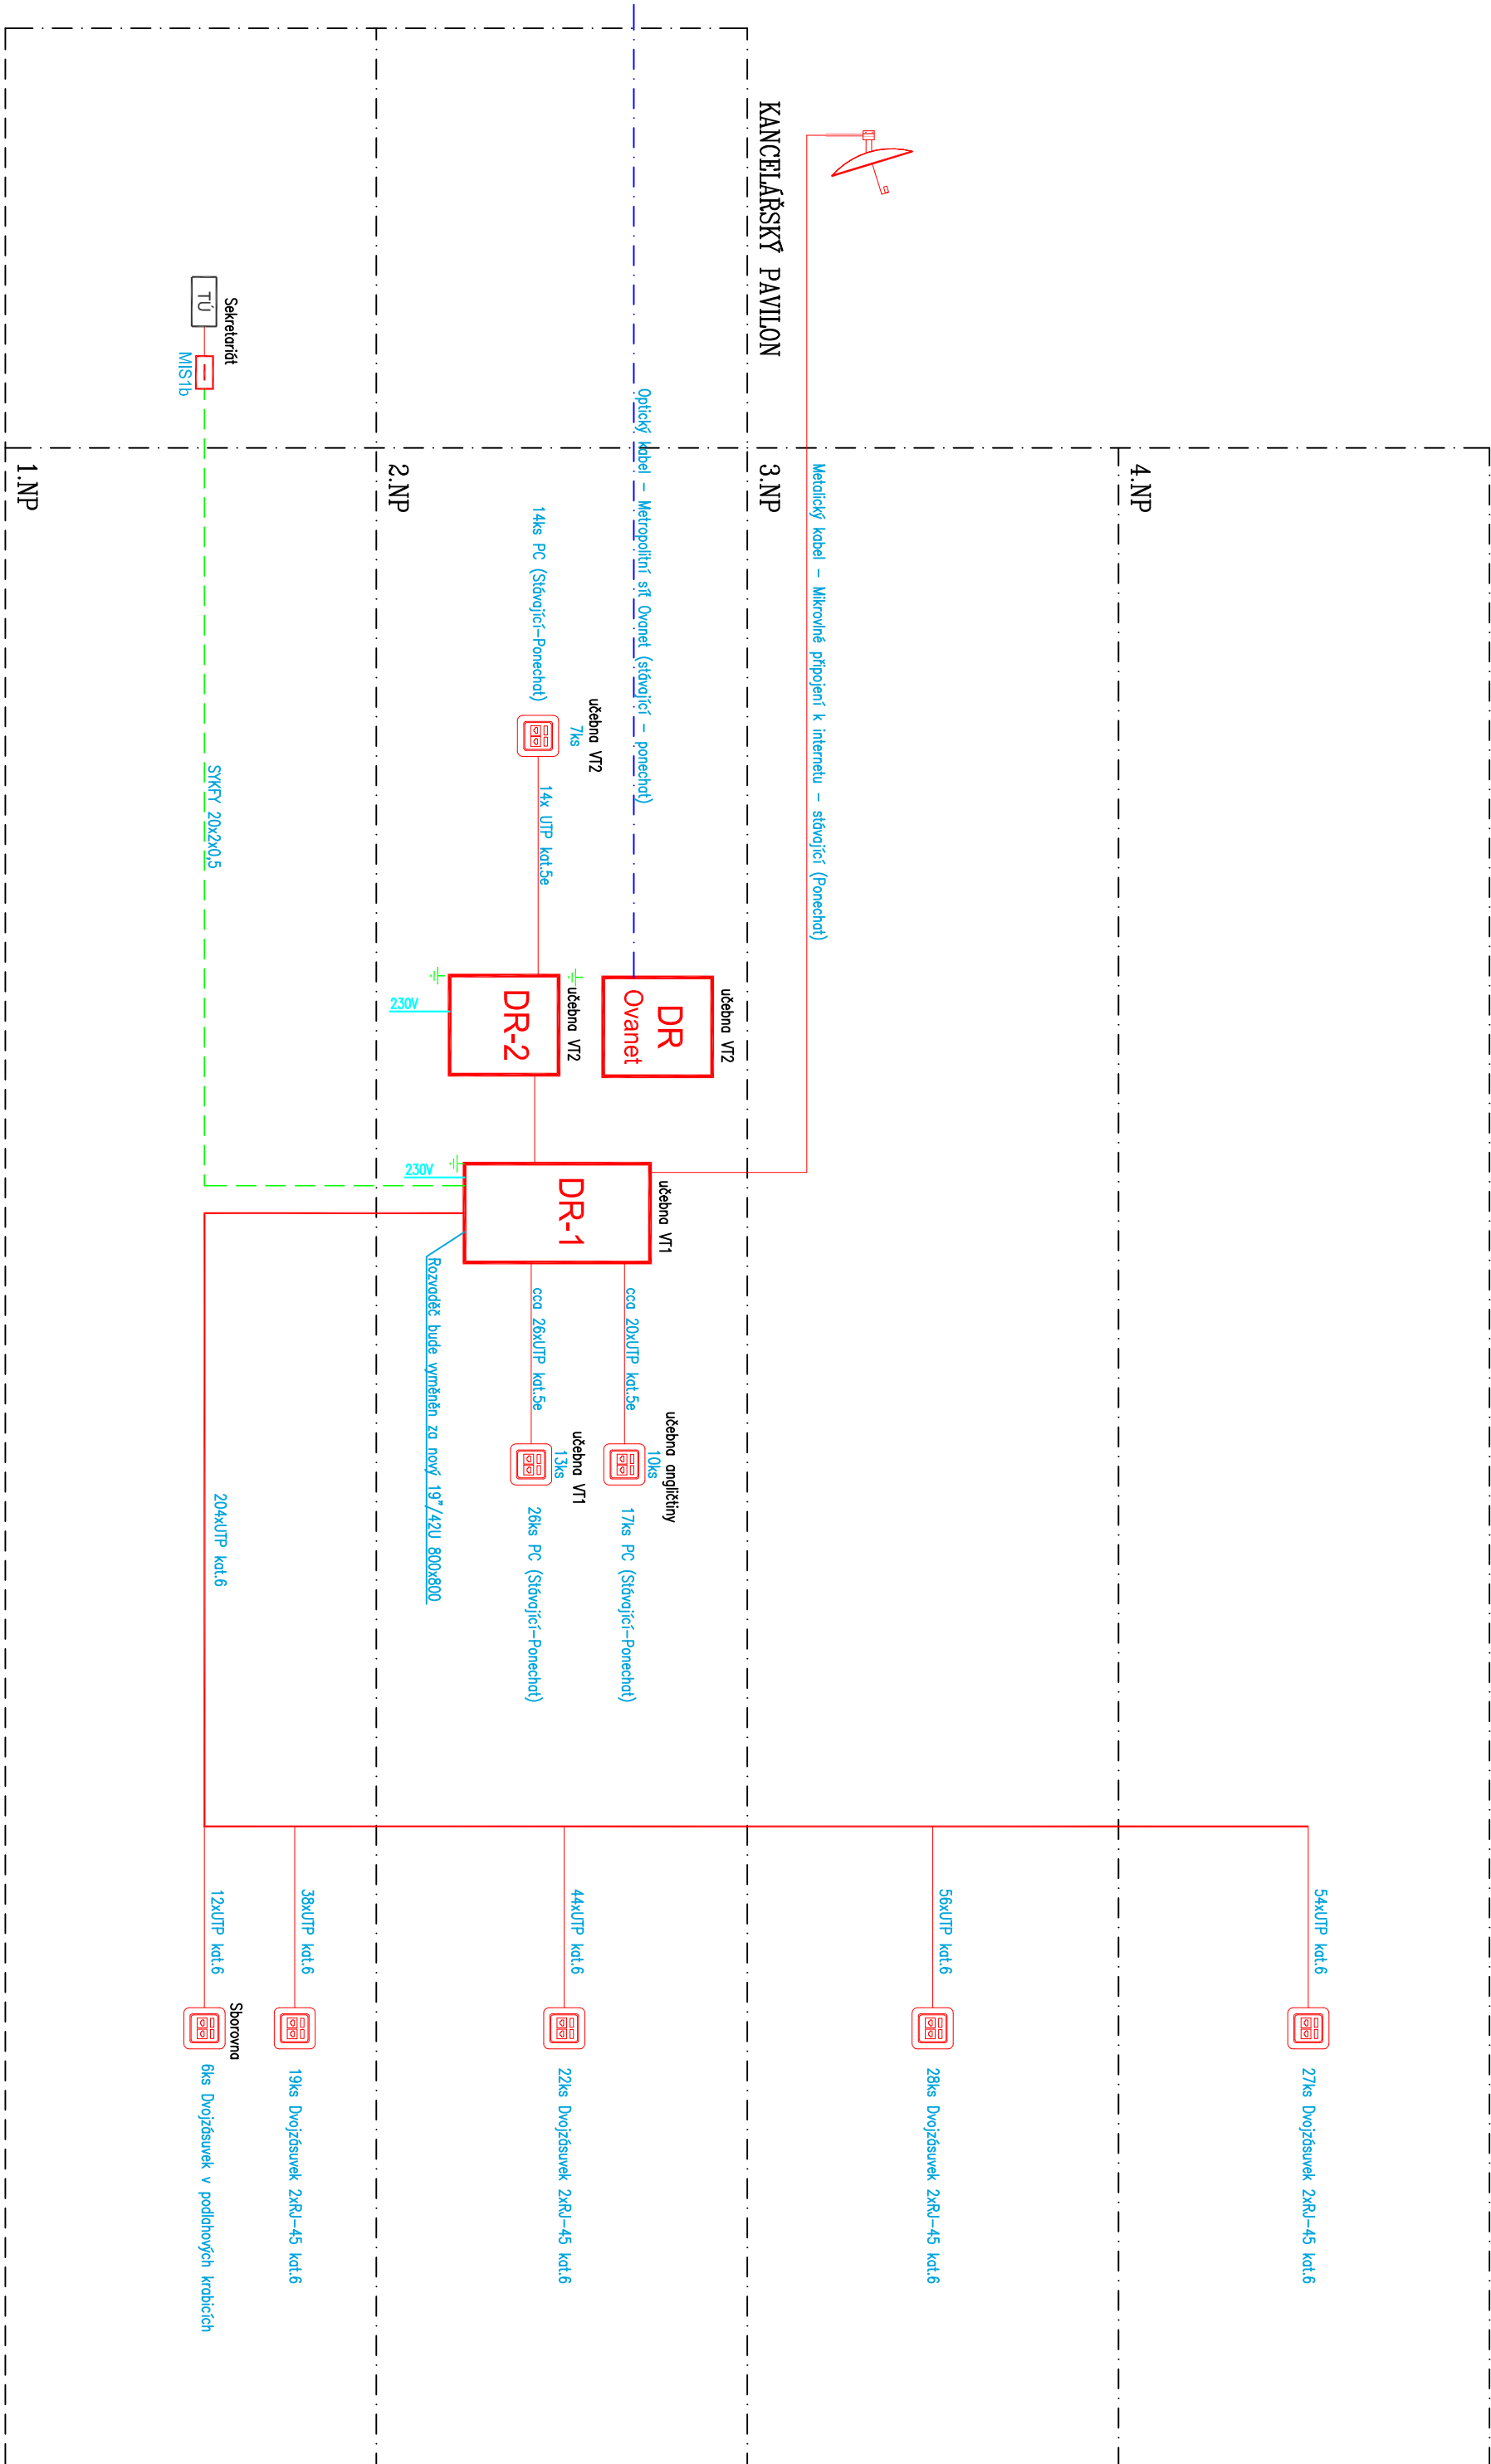 KANCELÁŘSKÝ PAVILON
4.NP
3.NP
2.NP
1.NP
Metalický kabel - Mikrovlné připojení k internetu - stávající (Ponechat)
Optický kabel - Metropolitní síť Ovanet (stávající - ponechat)
učebna VT2
DR
Ovanet
učebna VT2
7ks
14ks PC (Stávající-Ponechat)
14x UTP kat.5e
učebna VT2
DR-2
230V
učebna VT1
DR-1
230V
Rozvaděč bude vyměněn za nový 19"/42U 800x800
cca 20xUTP kat.5e
učebna angličtiny
10ks
17ks PC (Stávající-Ponechat)
cca 26xUTP kat.5e
učebna VT1
13ks
26ks PC (Stávající-Ponechat)
Sekretariát
TÚ
MIS1b
SYKFY 20x2x0,5
204xUTP kat.6
54xUTP kat.6
27ks Dvojzásuvek 2xRJ-45 kat.6
56xUTP kat.6
28ks Dvojzásuvek 2xRJ-45 kat.6
44xUTP kat.6
22ks Dvojzásuvek 2xRJ-45 kat.6
38xUTP kat.6
19ks Dvojzásuvek 2xRJ-45 kat.6
12xUTP kat.6
Sborovna
6ks Dvojzásuvek v podlahových krabicích